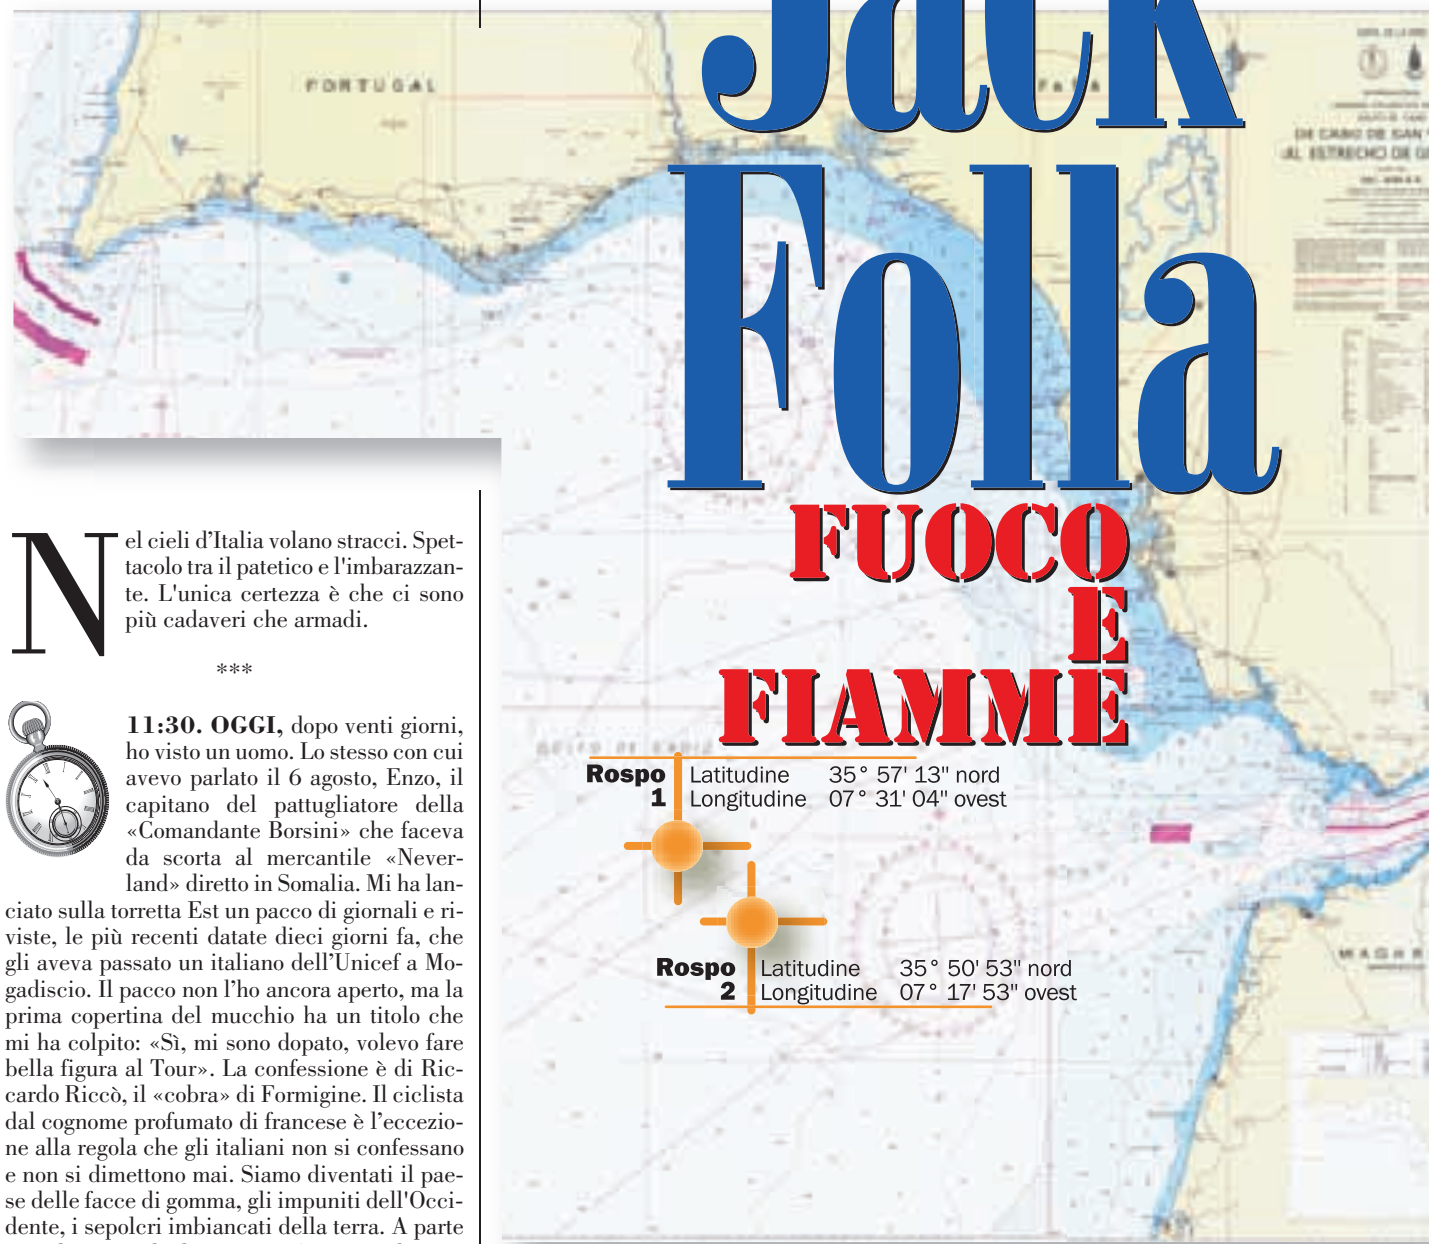 PORTUGAL
Jack
Folla
FUOCO
E
FIAMME
Rospo
1
Latitudine 35° 57' 13" nord
Longitudine 07° 31' 04" ovest
Rospo
2
Latitudine 35° 50' 53" nord
Longitudine 07° 17' 53" ovest
DE CABO DE SAN
AL ESTRECHO DE
GOLFO DE CADIZ
Nel cieli d’Italia volano stracci. Spet-
tacolo tra il patetico e l'imbarazzan-
te. L'unica certezza è che ci sono
più cadaveri che armadi.
***
11:30. OGGI, dopo venti giorni,
ho visto un uomo. Lo stesso con cui
avevo parlato il 6 agosto, Enzo, il
capitano del pattugliatore della
«Comandante Borsini» che faceva
da scorta al mercantile «Never-
land» diretto in Somalia. Mi ha lan-
ciato sulla torretta Est un pacco di giornali e ri-
viste, le più recenti datate dieci giorni fa, che
gli aveva passato un italiano dell’Unicef a Mo-
gadiscio. Il pacco non l’ho ancora aperto, ma la
prima copertina del mucchio ha un titolo che
mi ha colpito: «Sì, mi sono dopato, volevo fare
bella figura al Tour». La confessione è di Ric-
cardo Riccò, il «cobra» di Formigine. Il ciclista
dal cognome profumato di francese è l’eccezio-
ne alla regola che gli italiani non si confessano
e non si dimettono mai. Siamo diventati il pae-
se delle facce di gomma, gli impuniti dell'Occi-
dente, i sepolcri imbiancati della terra. A parte